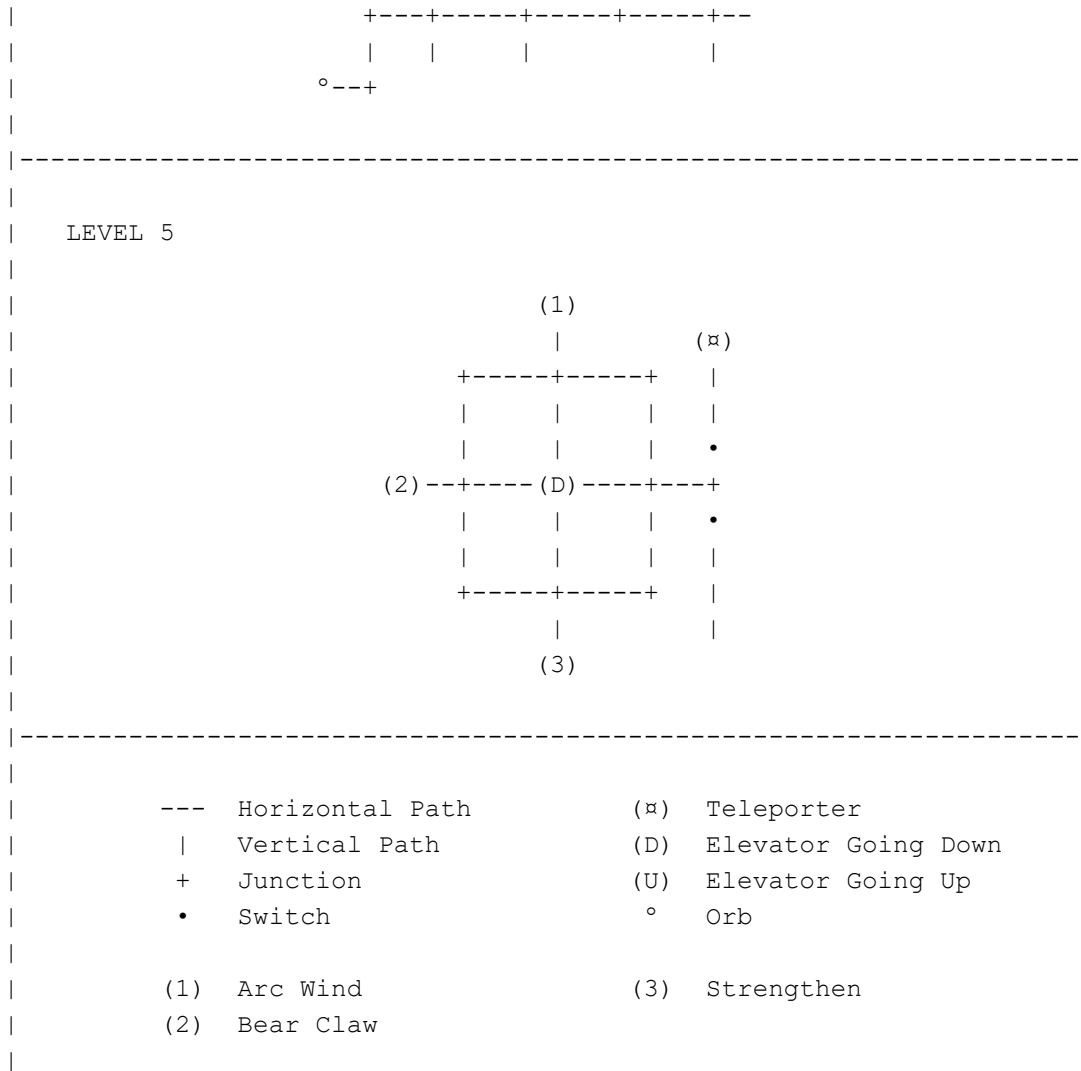 |                      +---+-----+-----+-----+--
|                      |   |     |           |
|                   °--+
|
|--------------------------------------------------------------------
|
|   LEVEL 5
|
|                                 (1)
|                                  |        (¤)
|                            +-----+-----+   |
|                            |     |     |   |
|                            |     |     |   •
|                       (2)--+----(D)----+---+
|                            |     |     |   •
|                            |     |     |   |
|                            +-----+-----+   |
|                                  |         |
|                                 (3)
|
|--------------------------------------------------------------------
|
|         ---  Horizontal Path          (¤)  Teleporter
|          |   Vertical Path            (D)  Elevator Going Down
|          +   Junction                 (U)  Elevator Going Up
|          •   Switch                    °   Orb
|
|         (1)  Arc Wind                 (3)  Strengthen
|         (2)  Bear Claw
|